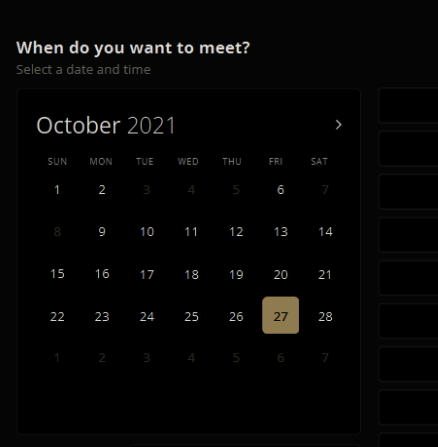 When do you want to meet?
Select a date and time
October 2021
SUN MON TUE WED THU FRI SAT
1 2 3 4 5 6 7
8 9 10 11 12 13 14
15 16 17 18 19 20 21
22 23 24 25 26 27 28
1 2 3 4 5 6 7